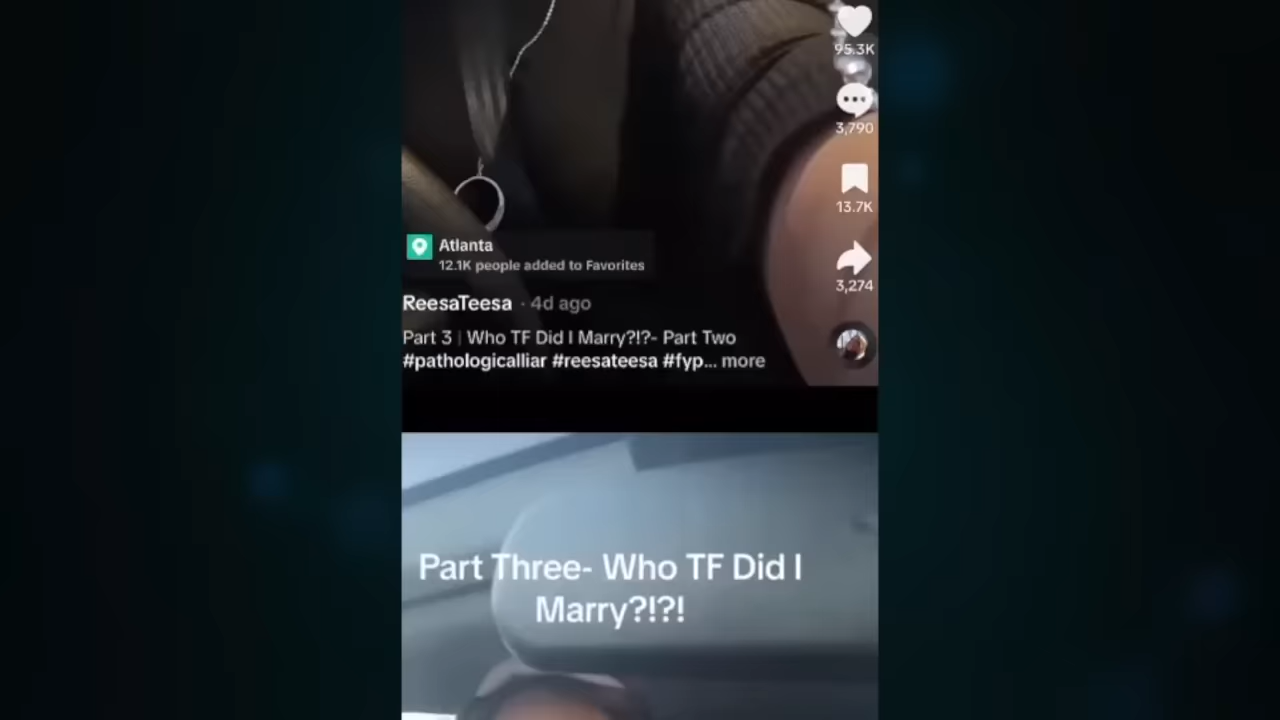 95.3K
3,790
13.7K
3,274
Atlanta
12.1K people added to Favorites
ReesaTeesa · 4d ago
Part 3 | Who TF Did I Marry?!?- Part Two
#pathologicalliar #reesateesa #fyp... more
Part Three- Who TF Did I
Marry?!?!